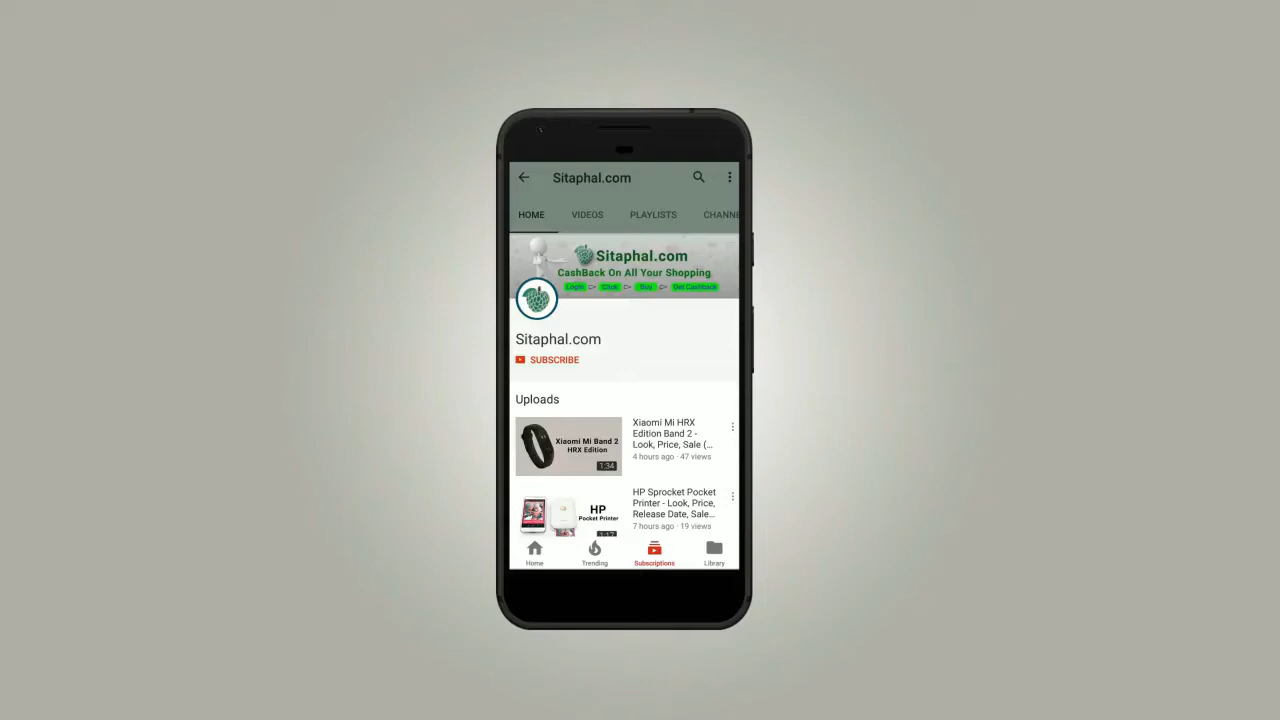 Sitaphal.com
HOME VIDEOS PLAYLISTS CHANNE
Sitaphal.com
CashBack On All Your Shopping
Login Click Buy Get Cashback
Sitaphal.com
SUBSCRIBE
Uploads
Xiaomi Mi Band 2
HRX Edition
1:34
Xiaomi Mi HRX
Edition Band 2 -
Look, Price, Sale (...
4 hours ago · 47 views
HP
Pocket Printer
1:17
HP Sprocket Pocket
Printer - Look, Price,
Release Date, Sale...
7 hours ago · 19 views
Home Trending Subscriptions Library